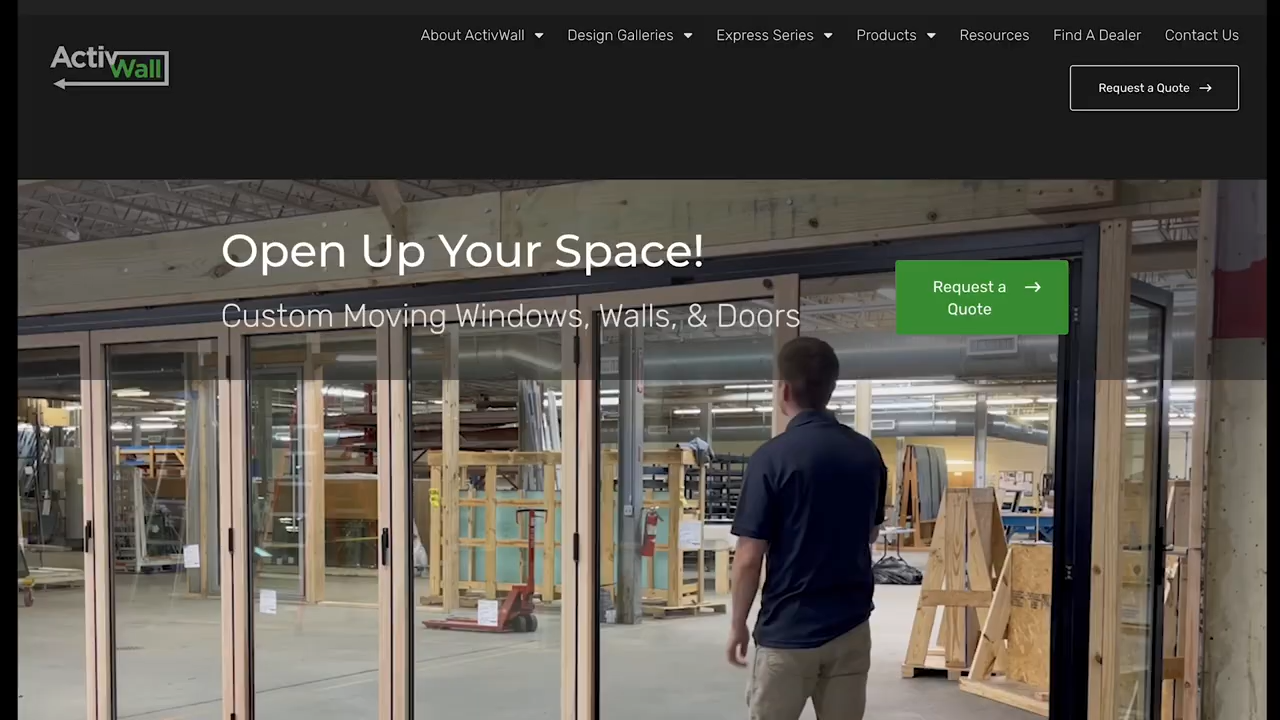 About ActivWall
Design Galleries
Express Series
Products
Resources
Find A Dealer
Contact Us
Activ
Wall
Request a Quote
Open Up Your Space!
Custom Moving Windows, Walls, & Doors
Request a
Quote